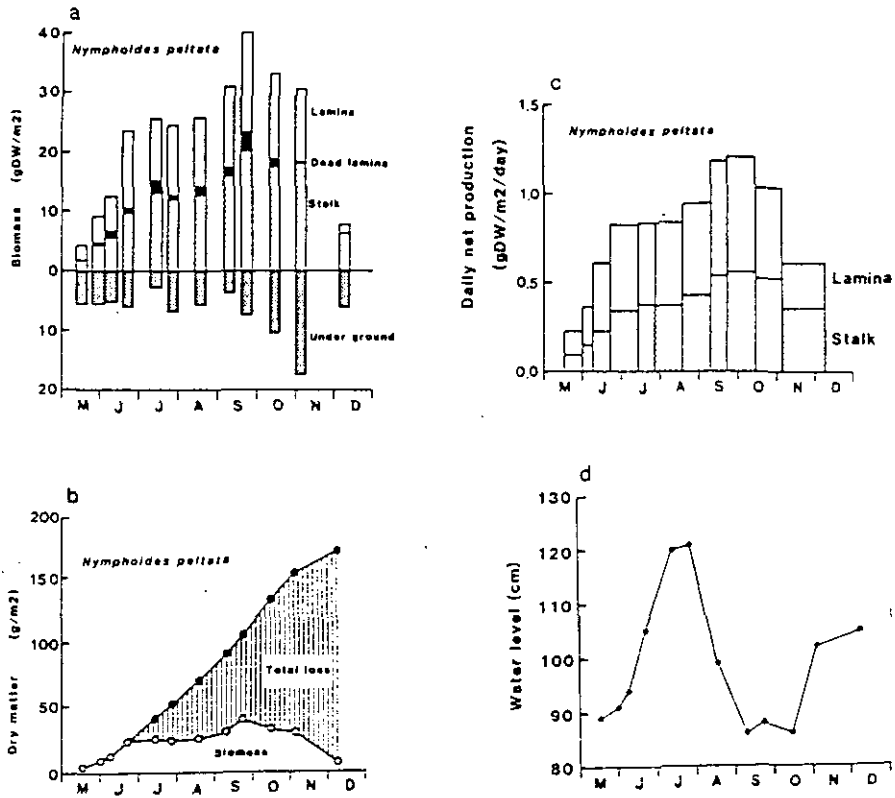 a
Nymphoides peltata
Biomass (gDW/m2)
40
30
20
10
0
10
20
Lamina
Dead lamina
Stalk
Under ground
M J J A S O N D
c
Nymphoides peltata
Daily net production
(gDW/m2/day)
1.5
1.0
0.5
0.0
Lamina
Stalk
M J J A S O N D
b
Nymphoides peltata
Dry matter (g/m2)
200
150
100
50
0
Total loss
Biomass
M J J A S O N D
d
Water level (cm)
130
120
110
100
90
80
M J J A S O N D